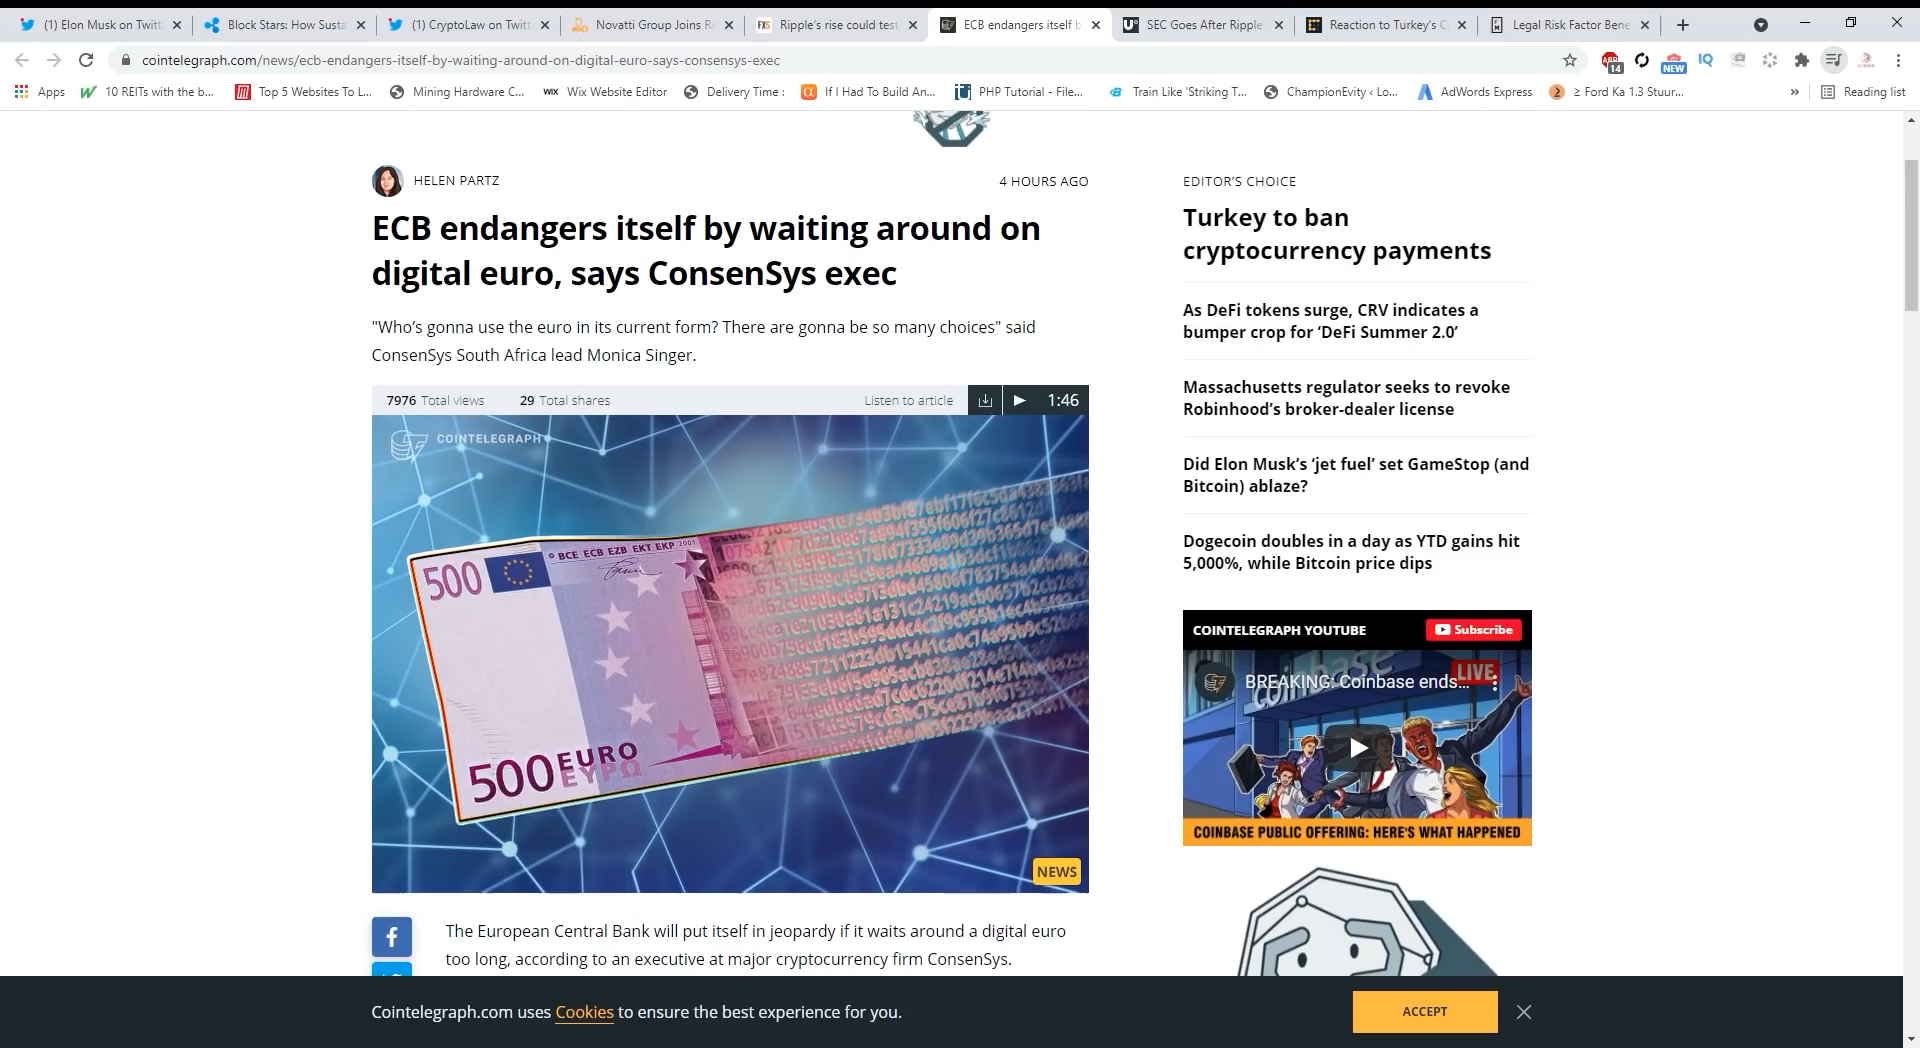 (1) Elon Musk on Twitt
Block Stars: How Susta
(1) CryptoLaw on Twitt
Novatti Group Joins R
Ripple's rise could test
ECB endangers itself b
SEC Goes After Ripple
Reaction to Turkey's C
Legal Risk Factor Bene
cointelegraph.com/news/ecb-endangers-itself-by-waiting-around-on-digital-euro-says-consensys-exec
14
NEW
IQ
Apps
10 REITs with the b...
Top 5 Websites To L...
Mining Hardware C...
WIX Wix Website Editor
Delivery Time :
If I Had To Build An...
PHP Tutorial - File...
Train Like 'Striking T...
ChampionEvity ‹ Lo...
AdWords Express
≥ Ford Ka 1.3 Stuur...
»
Reading list
HELEN PARTZ
4 HOURS AGO
ECB endangers itself by waiting around on
digital euro, says ConsenSys exec
"Who's gonna use the euro in its current form? There are gonna be so many choices" said
ConsenSys South Africa lead Monica Singer.
7976 Total views
29 Total shares
Listen to article
1:46
COINTELEGRAPH
500
BCE ECB EZB EKT EKP 2001
500 EURO
ΕΥΡΩ
NEWS
The European Central Bank will put itself in jeopardy if it waits around a digital euro
too long, according to an executive at major cryptocurrency firm ConsenSys.
EDITOR'S CHOICE
Turkey to ban
cryptocurrency payments
As DeFi tokens surge, CRV indicates a
bumper crop for ‘DeFi Summer 2.0’
Massachusetts regulator seeks to revoke
Robinhood’s broker-dealer license
Did Elon Musk’s ‘jet fuel’ set GameStop (and
Bitcoin) ablaze?
Dogecoin doubles in a day as YTD gains hit
5,000%, while Bitcoin price dips
COINTELEGRAPH YOUTUBE
Subscribe
LIVE
BREAKING: Coinbase ends...
coinbase
COINBASE PUBLIC OFFERING: HERE'S WHAT HAPPENED
Cointelegraph.com uses Cookies to ensure the best experience for you.
ACCEPT